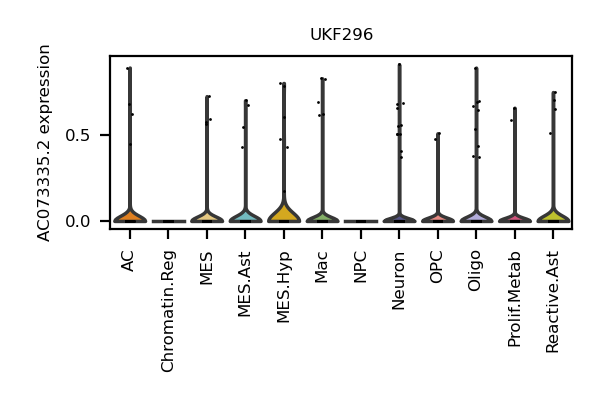 UKF296
AC073335.2 expression
0.5
0.0
AC
Chromatin.Reg
MES
MES.Ast
MES.Hyp
Mac
NPC
Neuron
OPC
Oligo
Prolif.Metab
Reactive.Ast